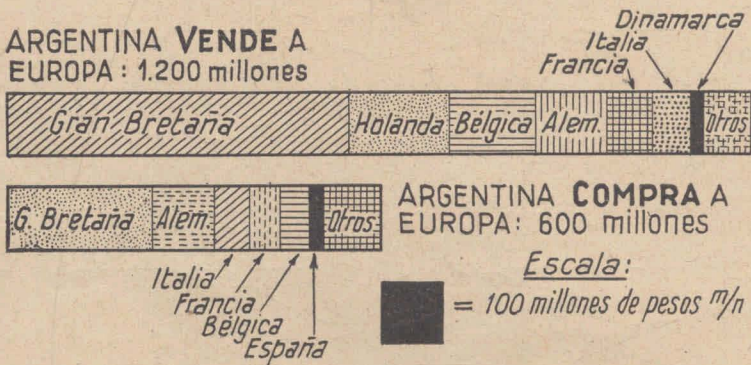 ARGENTINA VENDE A
EUROPA: 1.200 millones
Dinamarca
Italia
Francia
Gran Bretaña
Holanda
Bélgica
Alem.
Otros
G. Bretaña
Alem.
Otros
Italia
Francia
Bélgica
España
ARGENTINA COMPRA A
EUROPA: 600 millones
Escala:
= 100 millones de pesos m/n